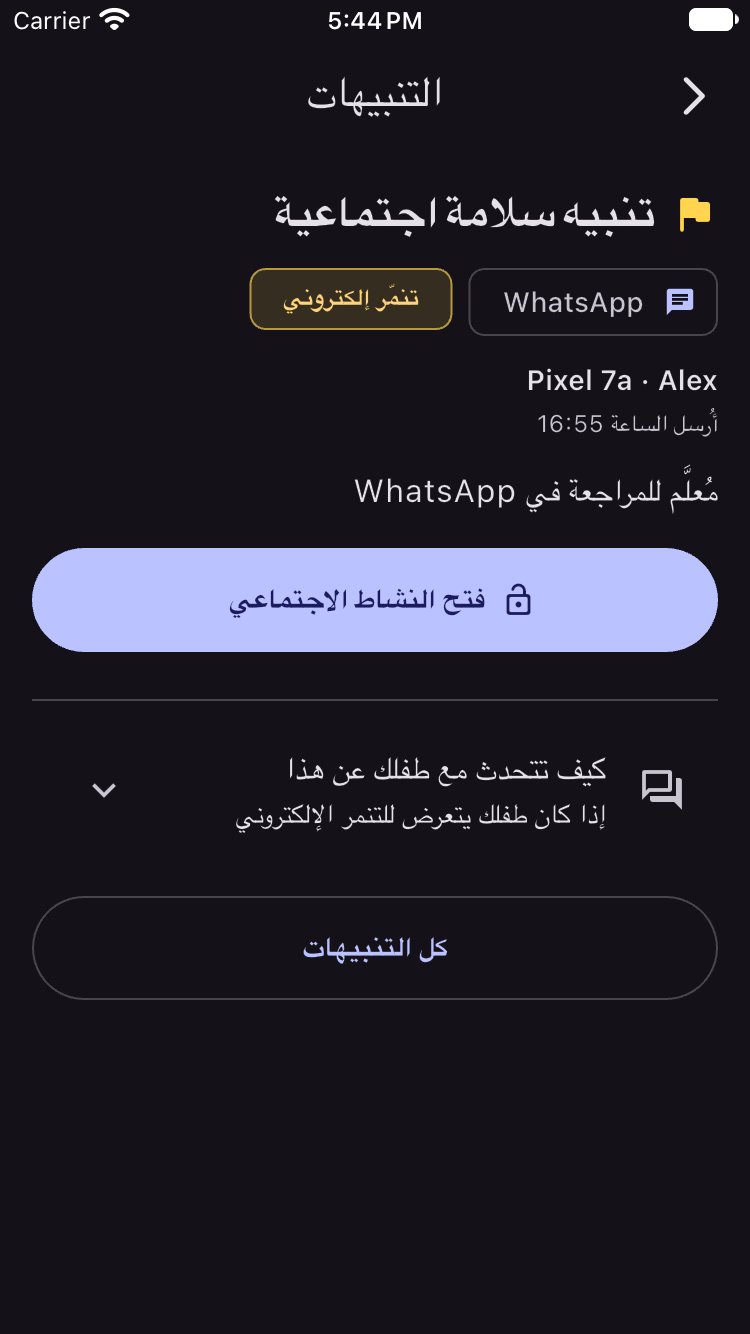 Carrier 5:44 PM
التنبيهات
تنبيه سلامة اجتماعية
WhatsApp تنمّر إلكتروني
Pixel 7a · Alex
أُرسل الساعة 16:55
مُعلَّم للمراجعة في WhatsApp
فتح النشاط الاجتماعي
كيف تتحدث مع طفلك عن هذا
إذا كان طفلك يتعرض للتنمر الإلكتروني
كل التنبيهات